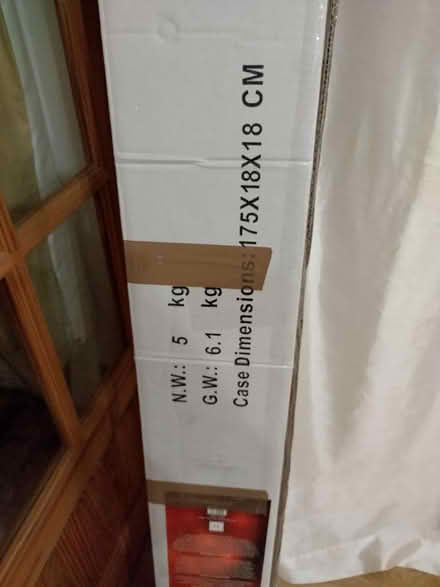 N.W.: 5 kg
G.W.: 6.1 kg
Case Dimensions: 175X18X18 CM